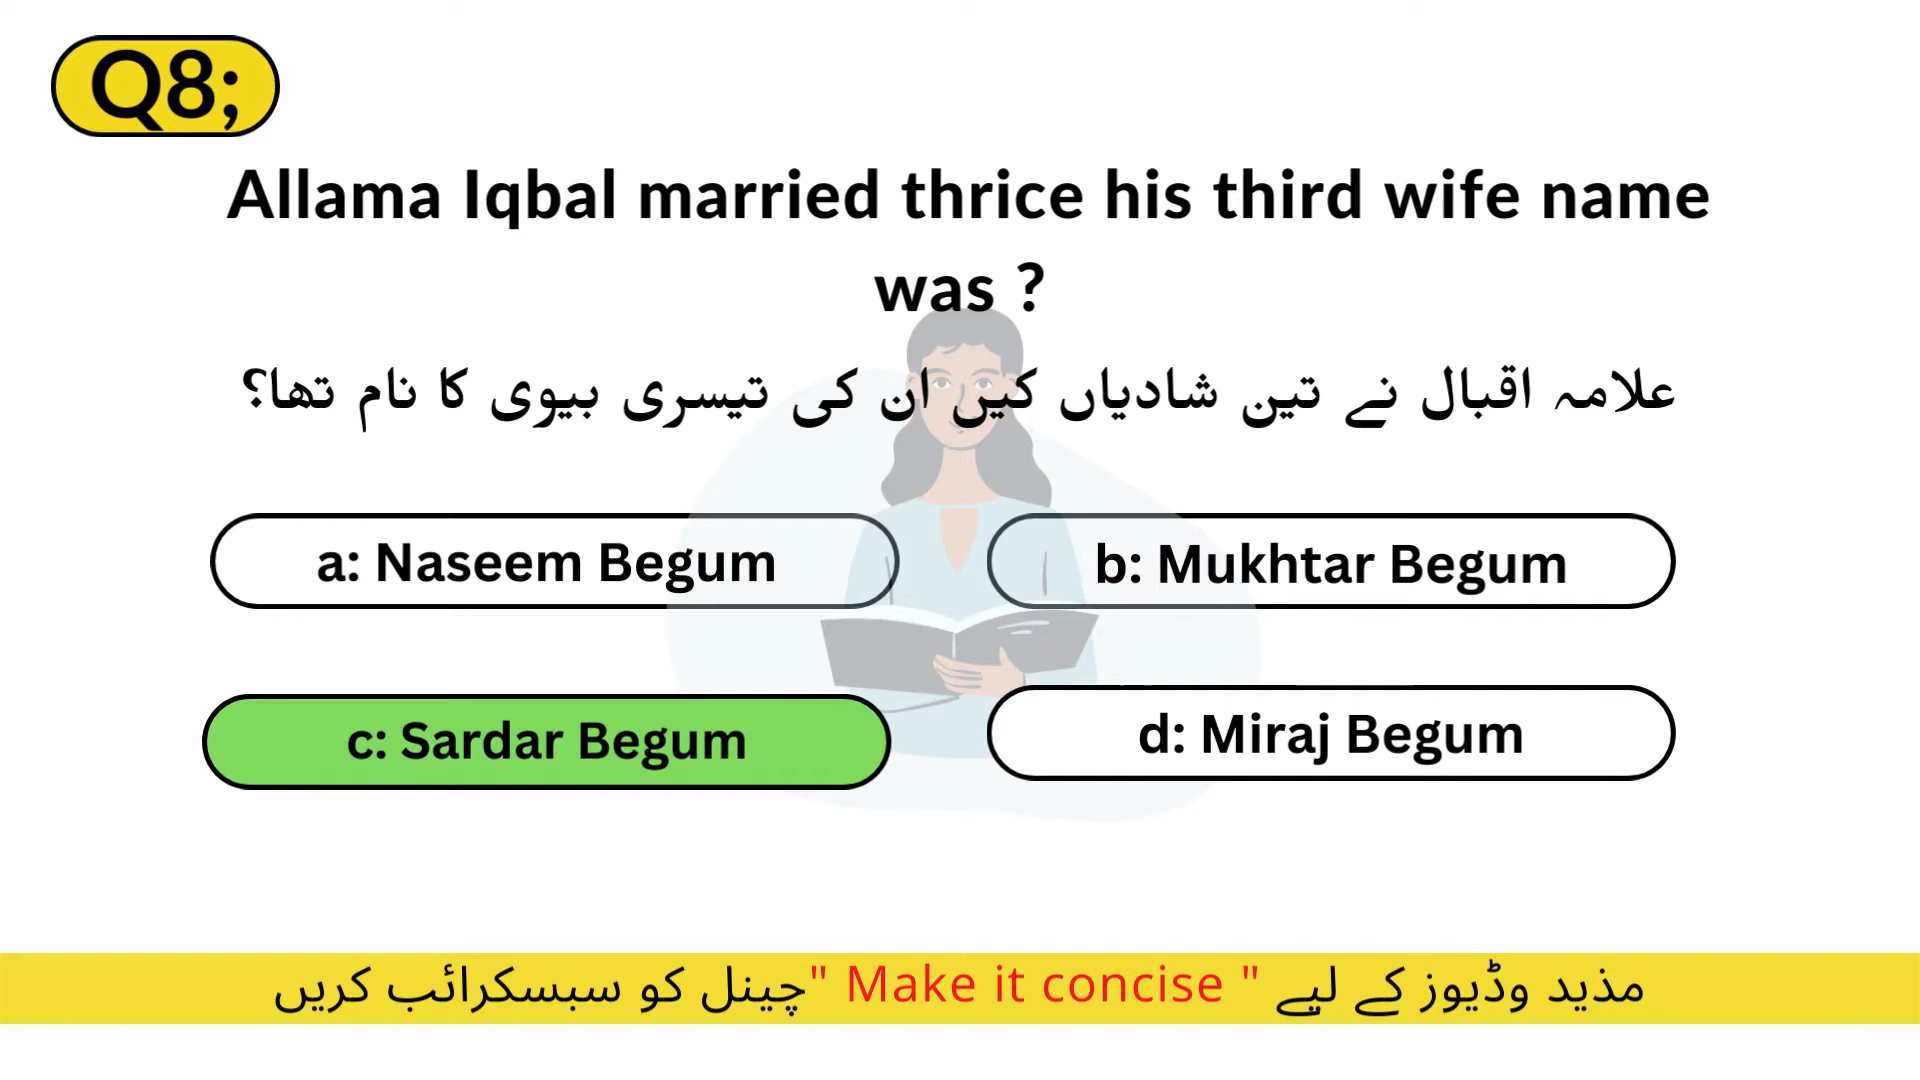 Q8;
Allama Iqbal married thrice his third wife name
was ?
علامہ اقبال نے تین شادیاں کیں ان کی تیسری بیوی کا نام تھا؟
a: Naseem Begum
b: Mukhtar Begum
c: Sardar Begum
d: Miraj Begum
مذید وڈیوز کے لیے " Make it concise "چینل کو سبسکرائب کریں